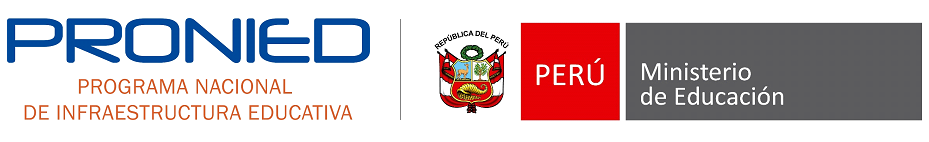 PRONIED
PROGRAMA NACIONAL
DE INFRAESTRUCTURA EDUCATIVA
REPÚBLICA DEL PERÚ
PERÚ
Ministerio
de Educación